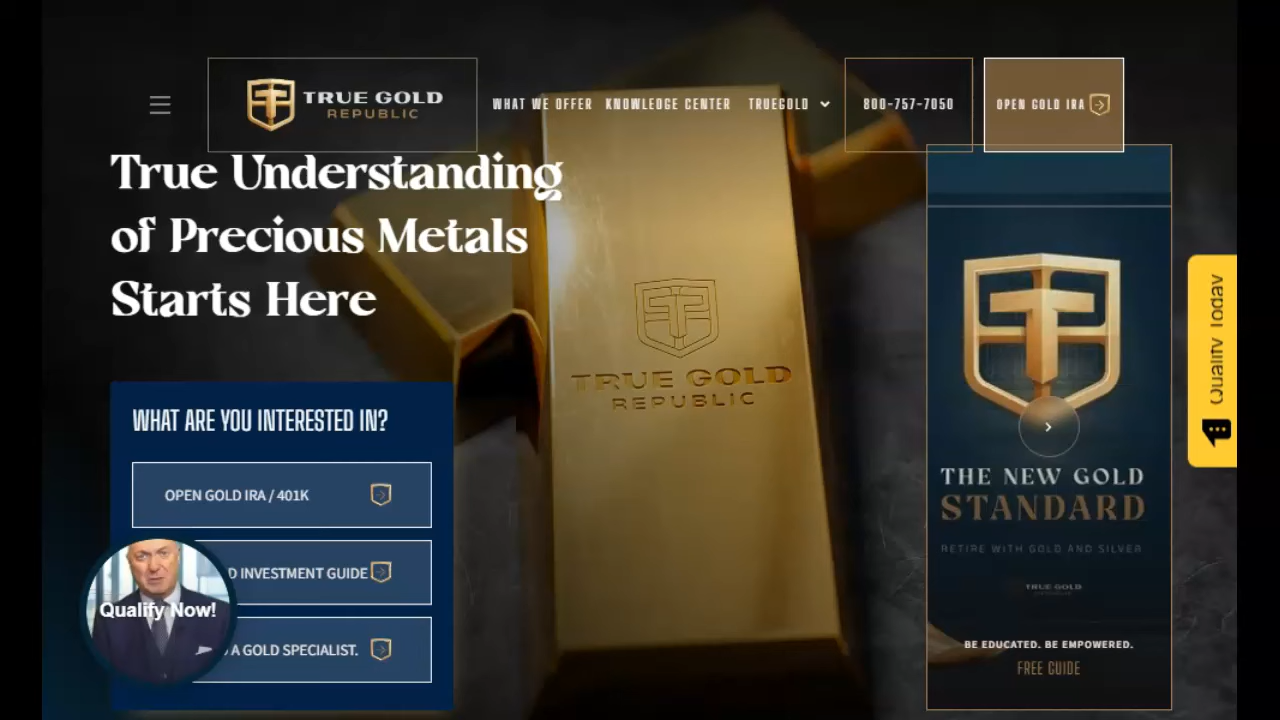 TRUE GOLD
REPUBLIC
WHAT WE OFFER
KNOWLEDGE CENTER
TRUEGOLD
800-757-7050
OPEN GOLD IRA
True Understanding
of Precious Metals
Starts Here
WHAT ARE YOU INTERESTED IN?
OPEN GOLD IRA / 401K
D INVESTMENT GUIDE
A GOLD SPECIALIST.
Qualify Now!
TRUE GOLD
REPUBLIC
THE NEW GOLD
STANDARD
RETIRE WITH GOLD AND SILVER
TRUE GOLD
BE EDUCATED. BE EMPOWERED.
FREE GUIDE
Qualify Today